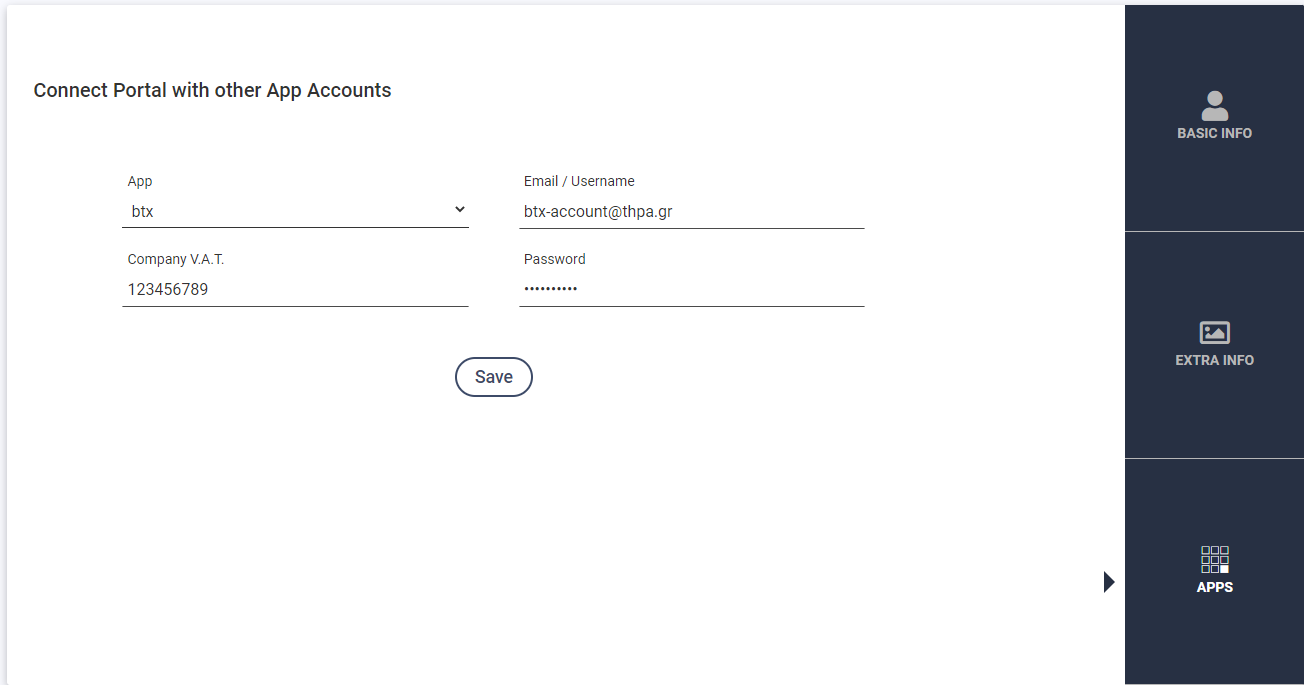 Connect Portal with other App Accounts
App
Email / Username
btx
btx-account@thpa.gr
Company V.A.T.
Password
123456789
••••••••••
Save
BASIC INFO
EXTRA INFO
APPS